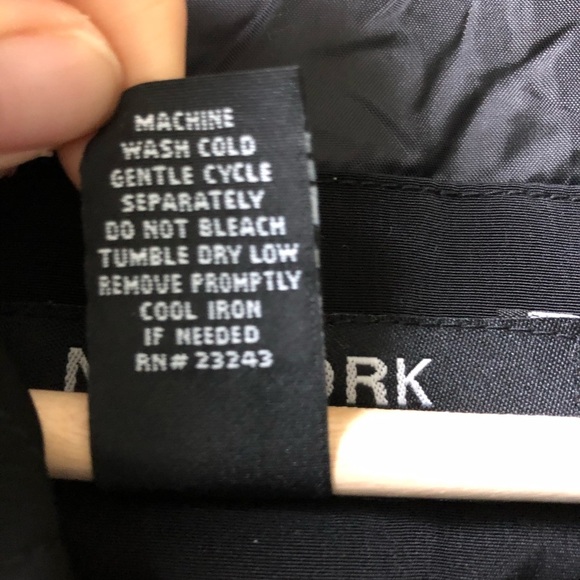 MACHINE
WASH COLD
GENTLE CYCLE
SEPARATELY
DO NOT BLEACH
TUMBLE DRY LOW
REMOVE PROMPTLY
COOL IRON
IF NEEDED
RN# 23243
N ORK